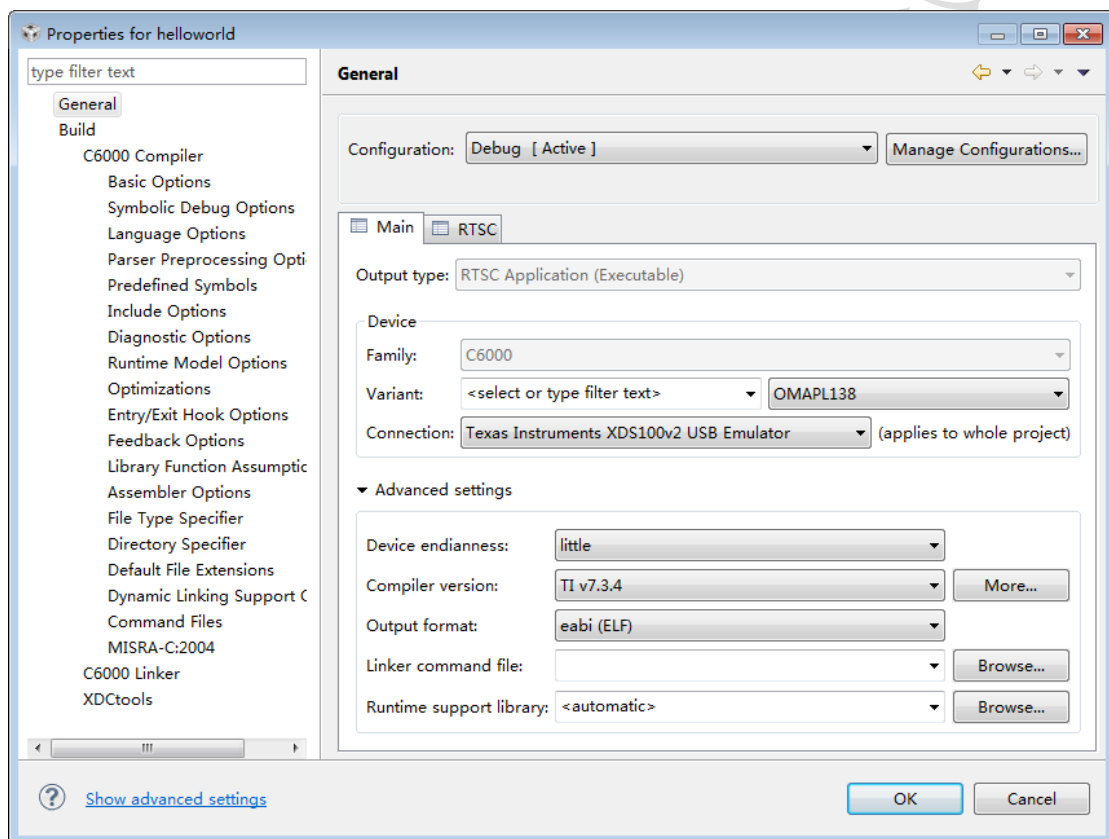 Properties for helloworld
type filter text
General
Build
C6000 Compiler
Basic Options
Symbolic Debug Options
Language Options
Parser Preprocessing Opti
Predefined Symbols
Include Options
Diagnostic Options
Runtime Model Options
Optimizations
Entry/Exit Hook Options
Feedback Options
Library Function Assumptic
Assembler Options
File Type Specifier
Directory Specifier
Default File Extensions
Dynamic Linking Support C
Command Files
MISRA-C:2004
C6000 Linker
XDCtools
General
Configuration: Debug [ Active ] Manage Configurations...
Main RTSC
Output type: RTSC Application (Executable)
Device
Family: C6000
Variant: <select or type filter text> OMAPL138
Connection: Texas Instruments XDS100v2 USB Emulator (applies to whole project)
Advanced settings
Device endianness: little
Compiler version: TI v7.3.4 More...
Output format: eabi (ELF)
Linker command file: Browse...
Runtime support library: <automatic> Browse...
? Show advanced settings OK Cancel